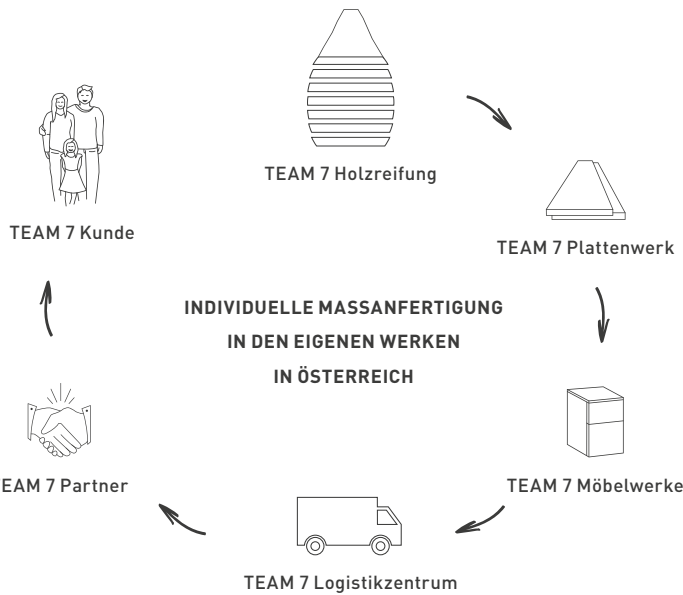 TEAM 7 Holzreifung
TEAM 7 Kunde
TEAM 7 Plattenwerk
INDIVIDUELLE MASSANFERTIGUNG
IN DEN EIGENEN WERKEN
IN ÖSTERREICH
TEAM 7 Partner
TEAM 7 Möbelwerke
TEAM 7 Logistikzentrum